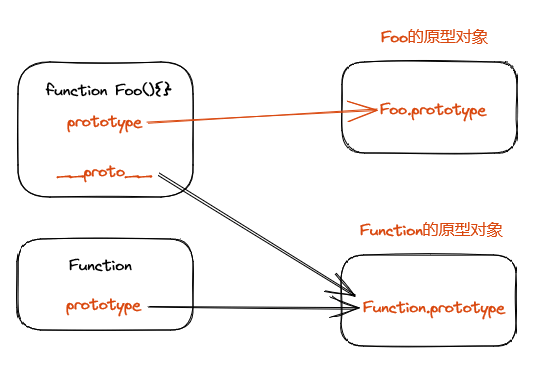 Foo的原型对象
function Foo(){}
prototype
Foo.prototype
__proto__
Function的原型对象
Function
prototype
Function.prototype